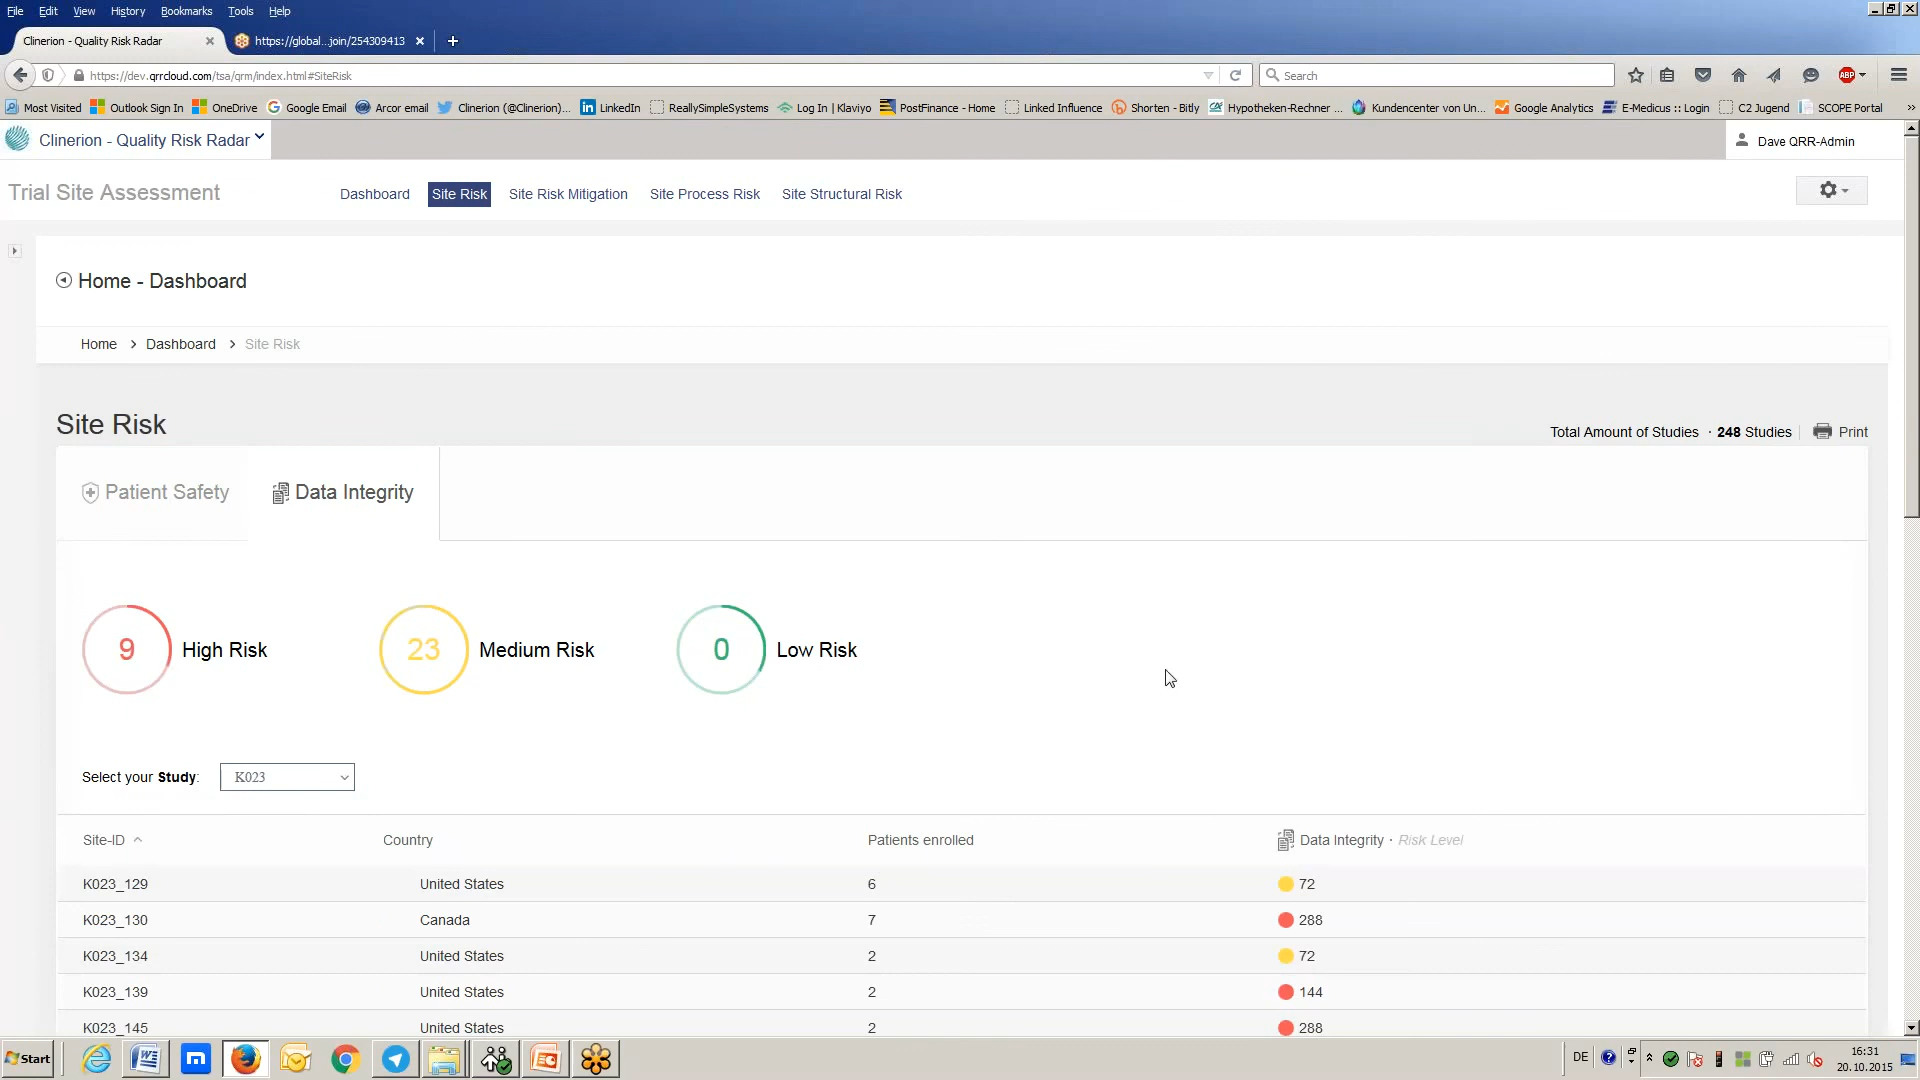 File Edit View History Bookmarks Tools Help
Clinerion - Quality Risk Radar
https://global...join/254309413
https://dev.qrrcloud.com/tsa/qrm/index.html#SiteRisk
Search
ABP
Most Visited Outlook Sign In OneDrive Google Email Arcor email Clinerion (@Clinerion)... LinkedIn ReallySimpleSystems Log In | Klaviyo PostFinance - Home Linked Influence Shorten - Bitly Hypotheken-Rechner ... Kundencenter von Un... Google Analytics E-Medicus :: Login C2 Jugend SCOPE Portal
Clinerion - Quality Risk Radar
Dave QRR-Admin
Trial Site Assessment
Dashboard Site Risk Site Risk Mitigation Site Process Risk Site Structural Risk
Home - Dashboard
Home > Dashboard > Site Risk
Site Risk
Total Amount of Studies · 248 Studies Print
Patient Safety Data Integrity
9 High Risk 23 Medium Risk 0 Low Risk
Select your Study: K023
Site-ID Country Patients enrolled Data Integrity · Risk Level
K023_129 United States 6 72
K023_130 Canada 7 288
K023_134 United States 2 72
K023_139 United States 2 144
K023_145 United States 2 288
Start
DE
16:31
20.10.2015